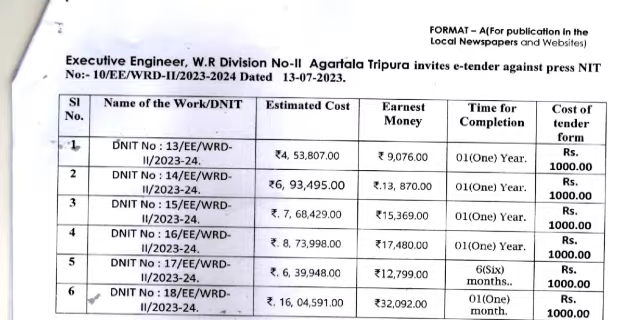 FORMAT – A(For publication in the
Local Newspapers and Websites)
Executive Engineer, W.R Division No-II Agartala Tripura invites e-tender against press NIT
No:- 10/EE/WRD-II/2023-2024 Dated 13-07-2023.
Sl No. Name of the Work/DNIT Estimated Cost Earnest Money Time for Completion Cost of tender form
1 DNIT No : 13/EE/WRD-II/2023-24. ₹4, 53,807.00 ₹ 9,076.00 01(One) Year. Rs. 1000.00
2 DNIT No : 14/EE/WRD-II/2023-24. ₹6, 93,495.00 ₹.13, 870.00 01(One) Year. Rs. 1000.00
3 DNIT No : 15/EE/WRD-II/2023-24. ₹. 7, 68,429.00 ₹15,369.00 01(One) Year. Rs. 1000.00
4 DNIT No : 16/EE/WRD-II/2023-24. ₹. 8, 73,998.00 ₹17,480.00 01(One) Year. Rs. 1000.00
5 DNIT No : 17/EE/WRD-II/2023-24. ₹. 6, 39,948.00 ₹12,799.00 6(Six) months.. Rs. 1000.00
6 DNIT No : 18/EE/WRD-II/2023-24. ₹. 16, 04,591.00 ₹32,092.00 01(One) month. Rs. 1000.00